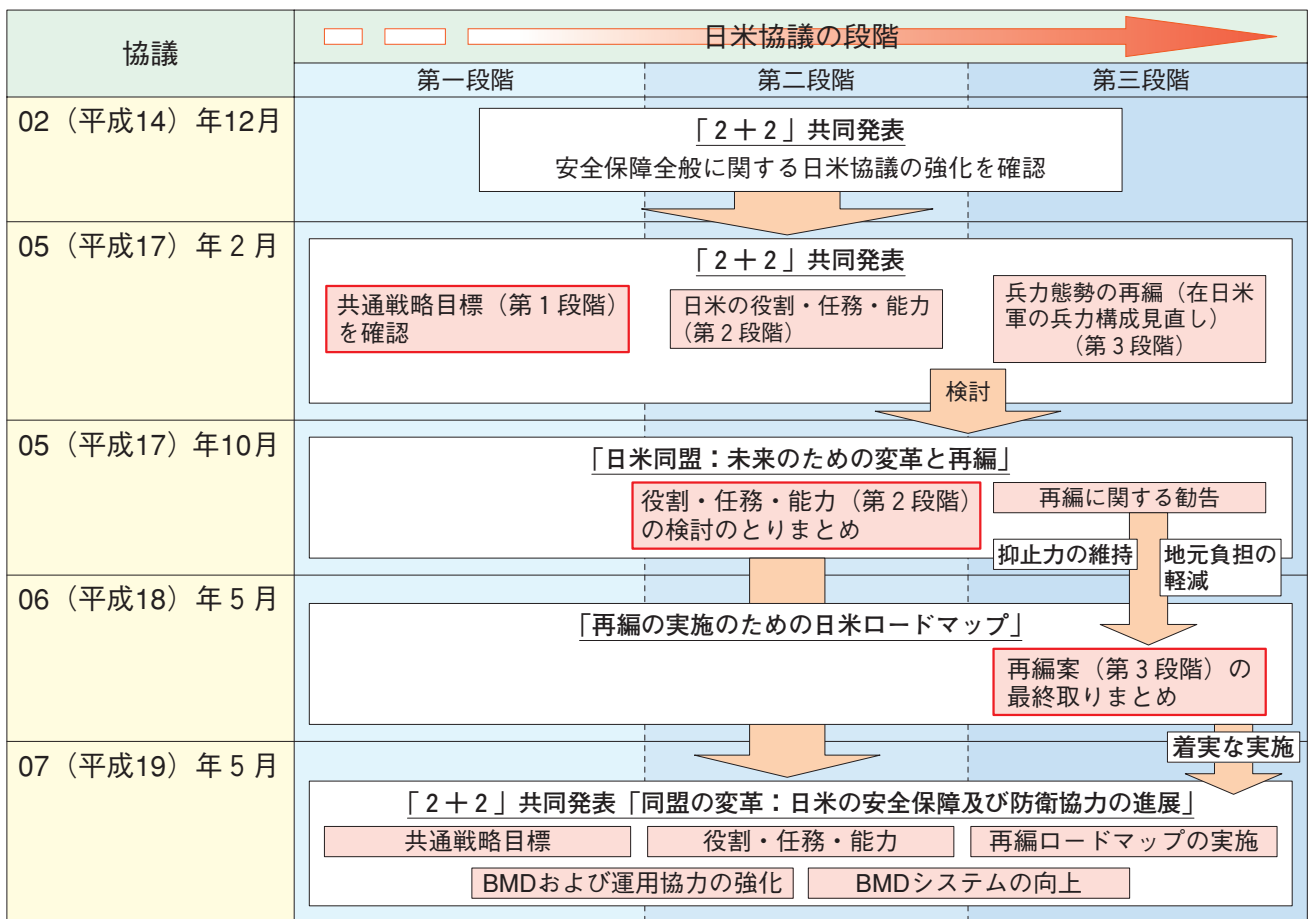 協議
日米協議の段階
第一段階
第二段階
第三段階
02（平成14）年12月
「２＋２」共同発表
安全保障全般に関する日米協議の強化を確認
05（平成17）年２月
「２＋２」共同発表
共通戦略目標（第１段階）
を確認
日米の役割・任務・能力
（第２段階）
兵力態勢の再編（在日米
軍の兵力構成見直し）
（第３段階）
検討
05（平成17）年10月
「日米同盟：未来のための変革と再編」
役割・任務・能力（第２段階）
の検討のとりまとめ
再編に関する勧告
抑止力の維持
地元負担の
軽減
06（平成18）年５月
「再編の実施のための日米ロードマップ」
再編案（第３段階）の
最終取りまとめ
着実な実施
07（平成19）年５月
「２＋２」共同発表「同盟の変革：日米の安全保障及び防衛協力の進展」
共通戦略目標
役割・任務・能力
再編ロードマップの実施
BMDおよび運用協力の強化
BMDシステムの向上